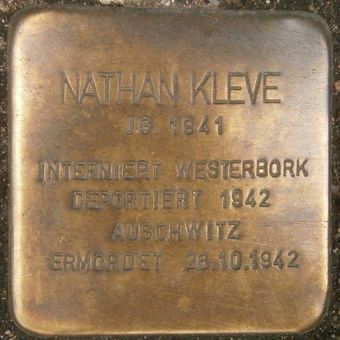 NATHAN KLEVE
JG. 1941
INTERNIERT WESTERBORK
DEPORTIERT 1942
AUSCHWITZ
ERMORDET 28.10.1942